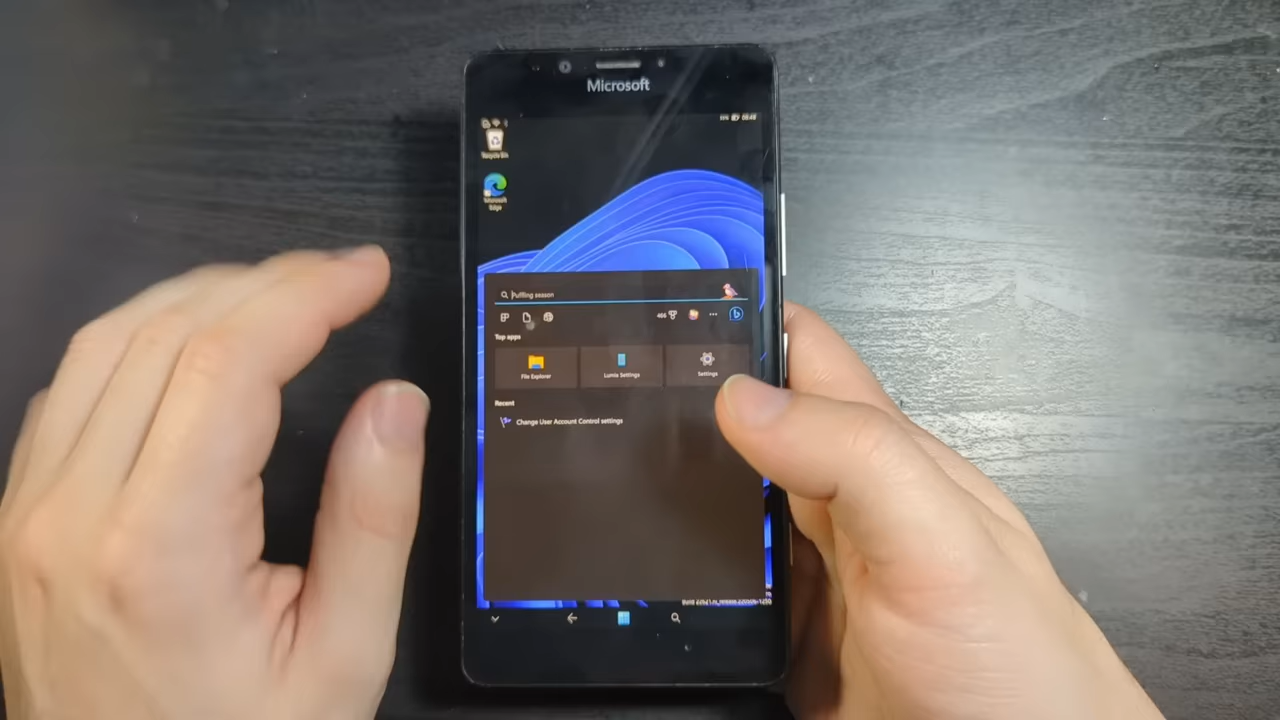 Microsoft
Recycle Bin
Microsoft
Edge
Puffling season
466
Top apps
File Explorer
Lumia Settings
Settings
Recent
Change User Account Control settings